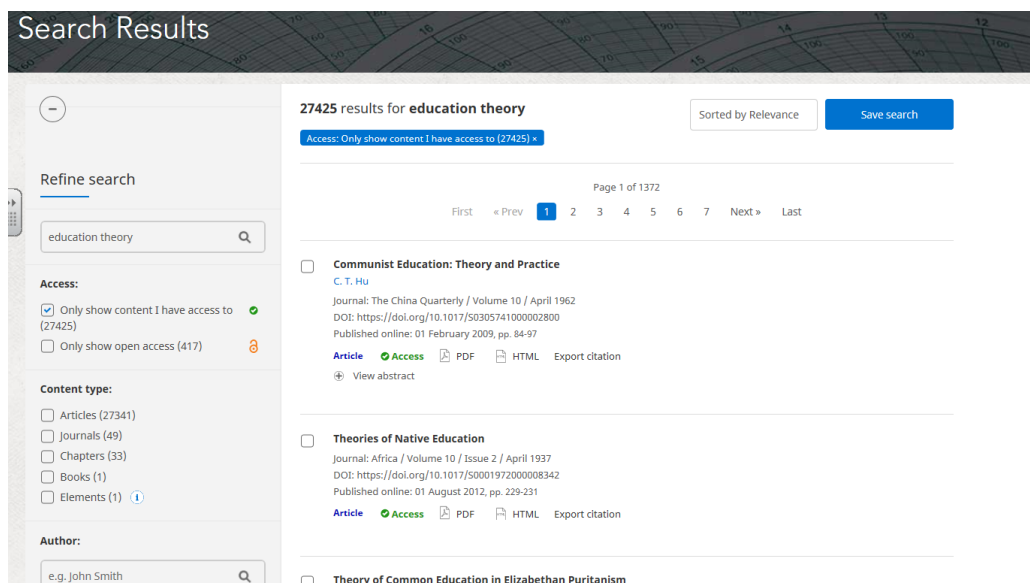 Search Results
27425 results for education theory
Sorted by Relevance
Save search
Access: Only show content I have access to (27425) ×
Refine search
education theory
Access:
Only show content I have access to
(27425)
Only show open access (417)
Content type:
Articles (27341)
Journals (49)
Chapters (33)
Books (1)
Elements (1)
Author:
e.g. John Smith
Page 1 of 1372
First « Prev 1 2 3 4 5 6 7 Next » Last
Communist Education: Theory and Practice
C. T. Hu
Journal: The China Quarterly / Volume 10 / April 1962
DOI: https://doi.org/10.1017/S0305741000002800
Published online: 01 February 2009, pp. 84-97
Article Access PDF HTML Export citation
View abstract
Theories of Native Education
Journal: Africa / Volume 10 / Issue 2 / April 1937
DOI: https://doi.org/10.1017/S0001972000008342
Published online: 01 August 2012, pp. 229-231
Article Access PDF HTML Export citation
Theory of Common Education in Elizabethan Puritanism